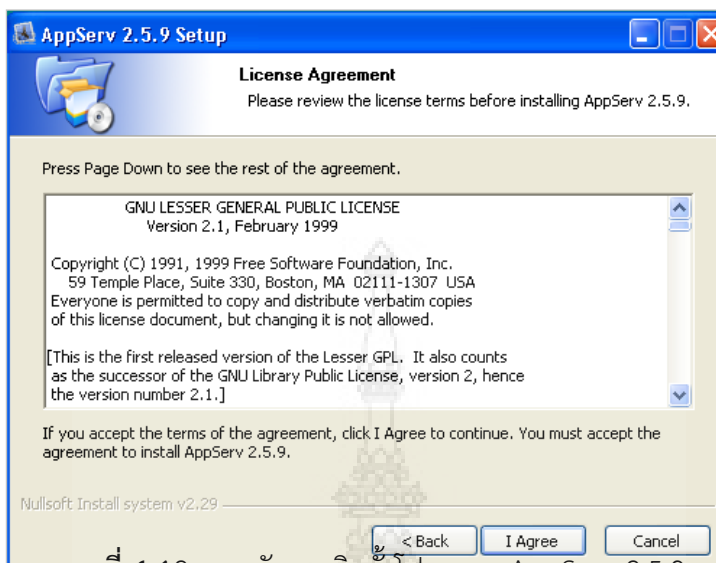 AppServ 2.5.9 Setup
License Agreement
Please review the license terms before installing AppServ 2.5.9.
Press Page Down to see the rest of the agreement.
GNU LESSER GENERAL PUBLIC LICENSE
Version 2.1, February 1999
Copyright (C) 1991, 1999 Free Software Foundation, Inc.
59 Temple Place, Suite 330, Boston, MA 02111-1307 USA
Everyone is permitted to copy and distribute verbatim copies
of this license document, but changing it is not allowed.
[This is the first released version of the Lesser GPL. It also counts
as the successor of the GNU Library Public License, version 2, hence
the version number 2.1.]
If you accept the terms of the agreement, click I Agree to continue. You must accept the
agreement to install AppServ 2.5.9.
Nullsoft Install system v2.29
< Back
I Agree
Cancel